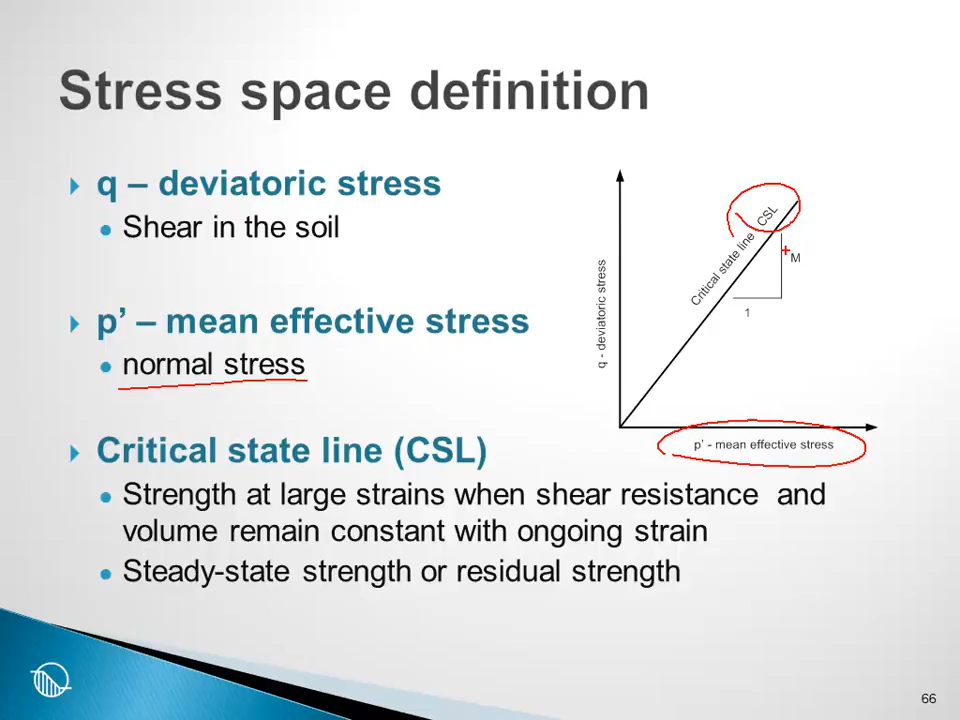 Stress space definition
q – deviatoric stress
Shear in the soil
p’ – mean effective stress
normal stress
Critical state line (CSL)
Strength at large strains when shear resistance and
volume remain constant with ongoing strain
Steady-state strength or residual strength
q - deviatoric stress
Critical state line - CSL
M
1
p' - mean effective stress
66